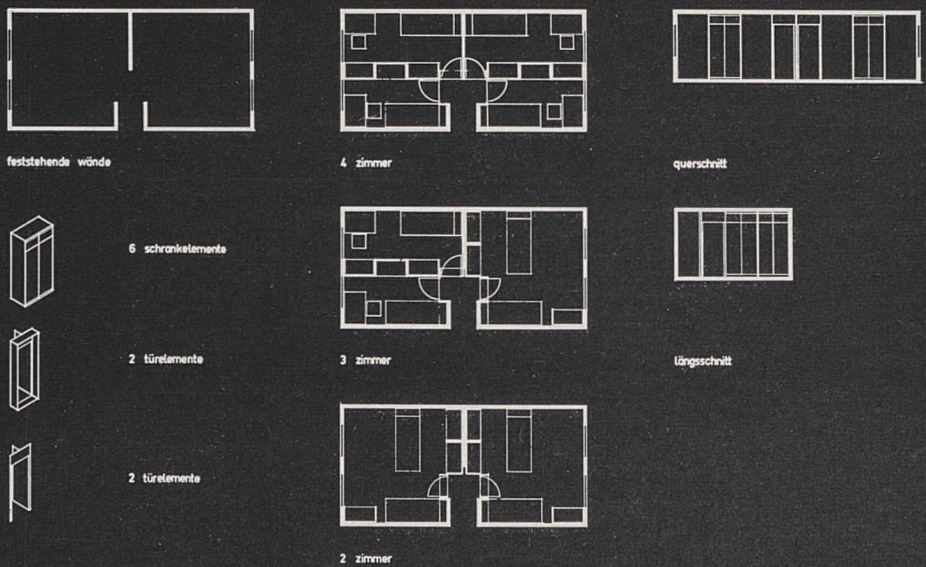 feststehende wände
4 zimmer
querschnitt
6 schrankelemente
2 türelemente
3 zimmer
längsschnitt
2 türelemente
2 zimmer